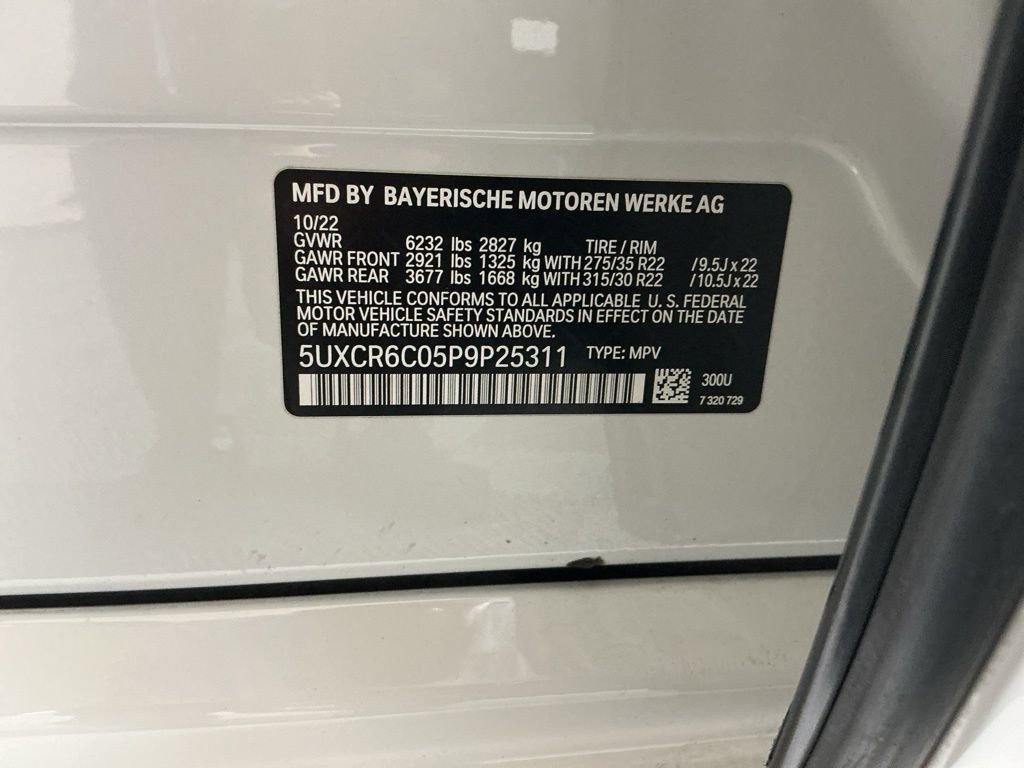 MFD BY BAYERISCHE MOTOREN WERKE AG
10/22
GVWR 6232 lbs 2827 kg TIRE / RIM
GAWR FRONT 2921 lbs 1325 kg WITH 275/35 R22 / 9.5J x 22
GAWR REAR 3677 lbs 1668 kg WITH 315/30 R22 / 10.5J x 22
THIS VEHICLE CONFORMS TO ALL APPLICABLE U. S. FEDERAL
MOTOR VEHICLE SAFETY STANDARDS IN EFFECT ON THE DATE
OF MANUFACTURE SHOWN ABOVE.
5UXCR6C05P9P25311 TYPE: MPV
300U
7 320 729